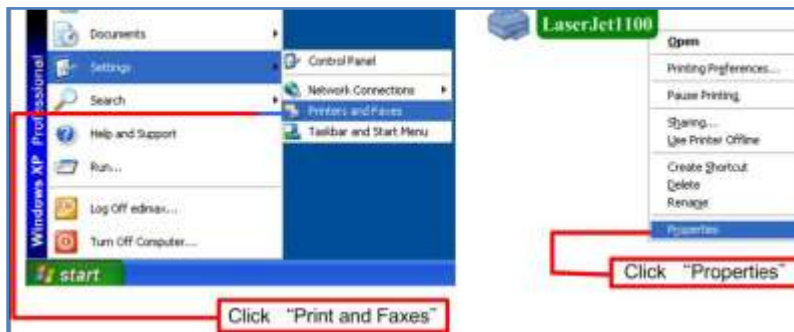 Documents
Settings
Search
Help and Support
Run...
Log Off edimax...
Turn Off Computer...
Windows XP Professional
start
Control Panel
Network Connections
Printers and Faxes
Taskbar and Start Menu
Click "Print and Faxes"
LaserJet1100
Open
Printing Preferences...
Pause Printing
Sharing...
Use Printer Offline
Create Shortcut
Delete
Rename
Properties
Click "Properties"